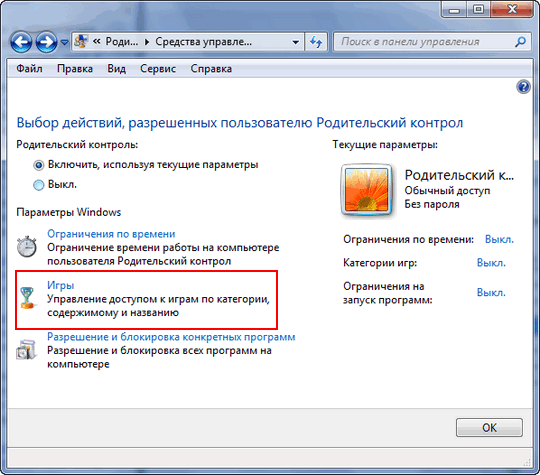 « Роди... ▸ Средства управле...
Поиск в панели управления
Файл Правка Вид Сервис Справка
Выбор действий, разрешенных пользователю Родительский контрол
Родительский контроль:
Включить, используя текущие параметры
Выкл.
Параметры Windows
Ограничения по времени
Ограничение времени работы на компьютере
пользователя Родительский контрол
Игры
Управление доступом к играм по категории,
содержимому и названию
Разрешение и блокировка конкретных программ
Разрешение и блокировка всех программ на
компьютере
Текущие параметры:
Родительский к...
Обычный доступ
Без пароля
Ограничения по времени: Выкл.
Категории игр: Выкл.
Ограничения на
запуск программ: Выкл.
OK